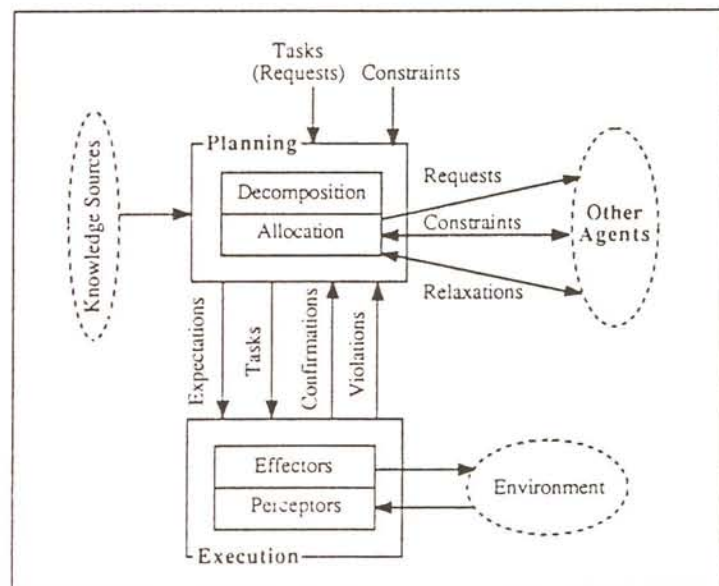 Tasks
(Requests)
Constraints
Planning
Knowledge Sources
Decomposition
Allocation
Requests
Constraints
Relaxations
Other
Agents
Expectations
Tasks
Confirmations
Violations
Effectors
Perceptors
Environment
Execution